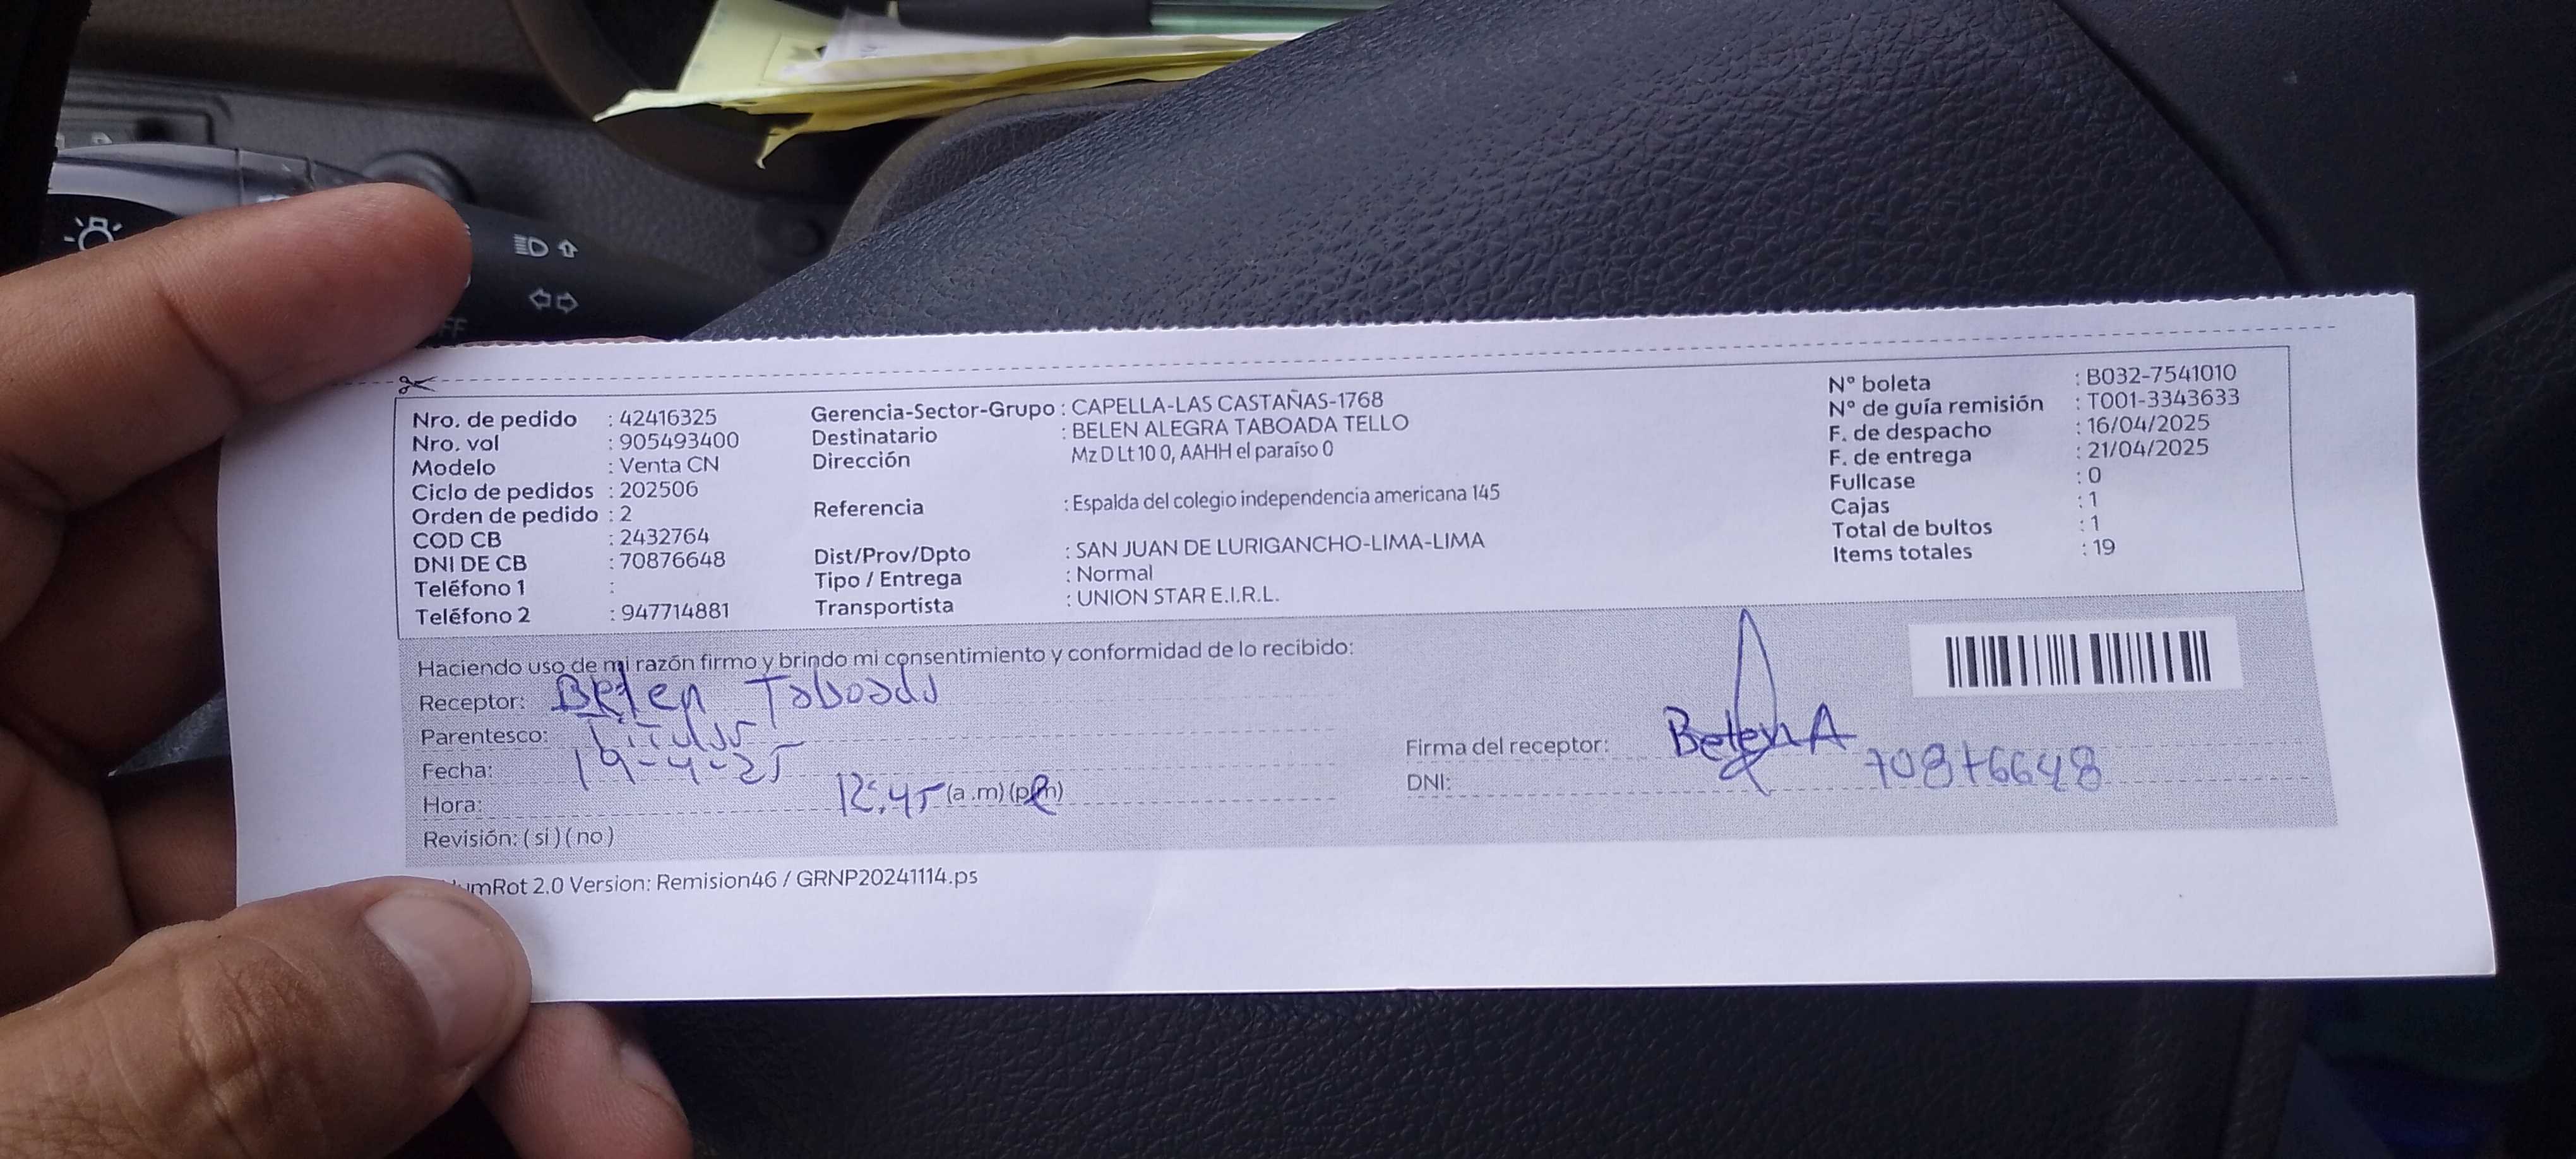 Nro. de pedido : 42416325
Nro. vol : 905493400
Modelo : Venta CN
Ciclo de pedidos : 202506
Orden de pedido : 2
COD CB : 2432764
DNI DE CB : 70876648
Teléfono 1 :
Teléfono 2 : 947714881
Gerencia-Sector-Grupo : CAPELLA-LAS CASTAÑAS-1768
Destinatario : BELEN ALEGRA TABOADA TELLO
Dirección Mz D Lt 10 0, AAHH el paraíso 0
Referencia : Espalda del colegio independencia americana 145
Dist/Prov/Dpto : SAN JUAN DE LURIGANCHO-LIMA-LIMA
Tipo / Entrega : Normal
Transportista : UNION STAR E.I.R.L.
N° boleta : B032-7541010
N° de guía remisión : T001-3343633
F. de despacho : 16/04/2025
F. de entrega : 21/04/2025
Fullcase : 0
Cajas : 1
Total de bultos : 1
Items totales : 19
Haciendo uso de mi razón firmo y brindo mi consentimiento y conformidad de lo recibido:
Receptor: Belen Taboada
Parentesco: Titular
Fecha: 19-4-25
Hora: 12:45 (a.m) (pm)
Revisión: ( si ) ( no )
Firma del receptor: Belen A
DNI: 70876648
umRot 2.0 Version: Remision46 / GRNP20241114.ps
FF